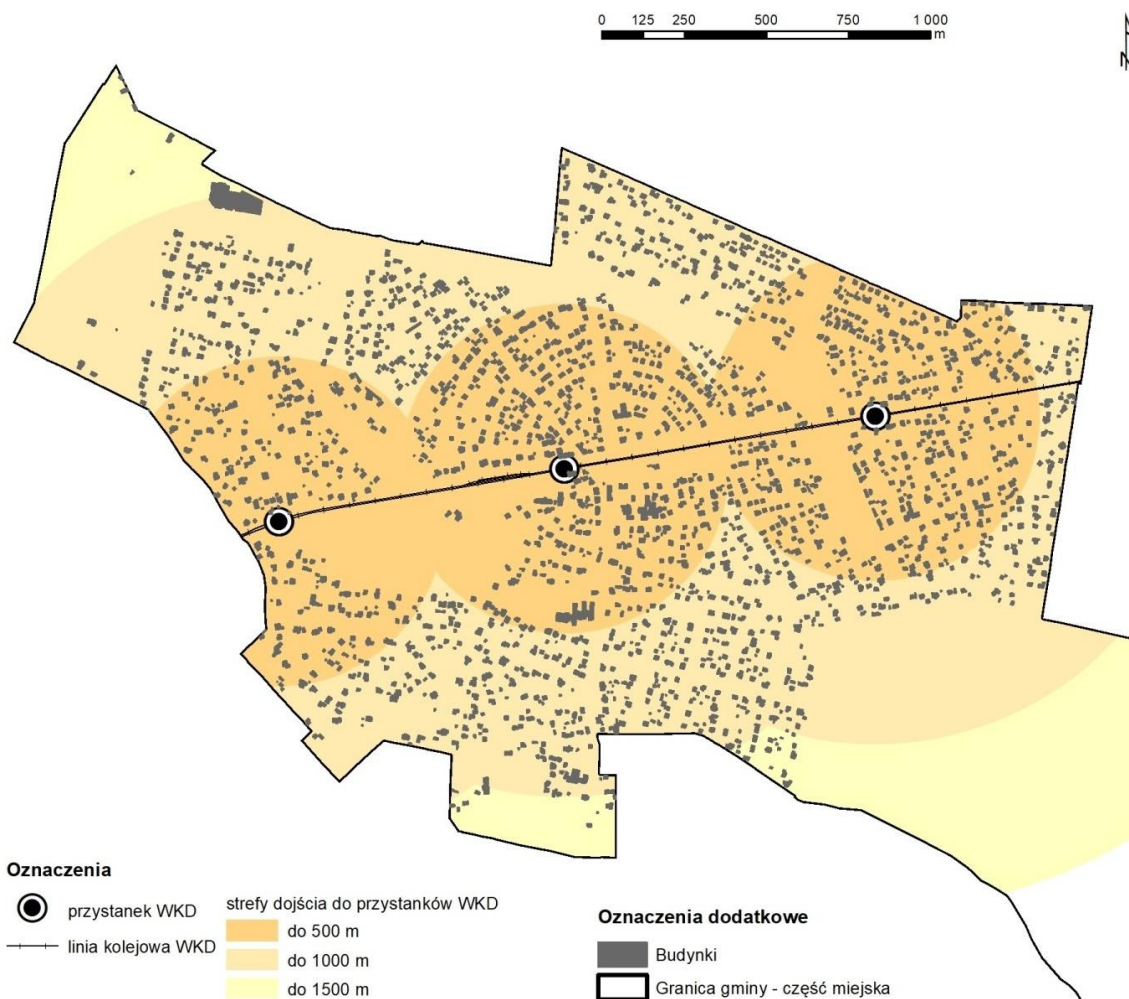 0 125 250 500 750 1 000
m
N
Oznaczenia
przystanek WKD
linia kolejowa WKD
strefy dojścia do przystanków WKD
do 500 m
do 1000 m
do 1500 m
Oznaczenia dodatkowe
Budynki
Granica gminy - część miejska